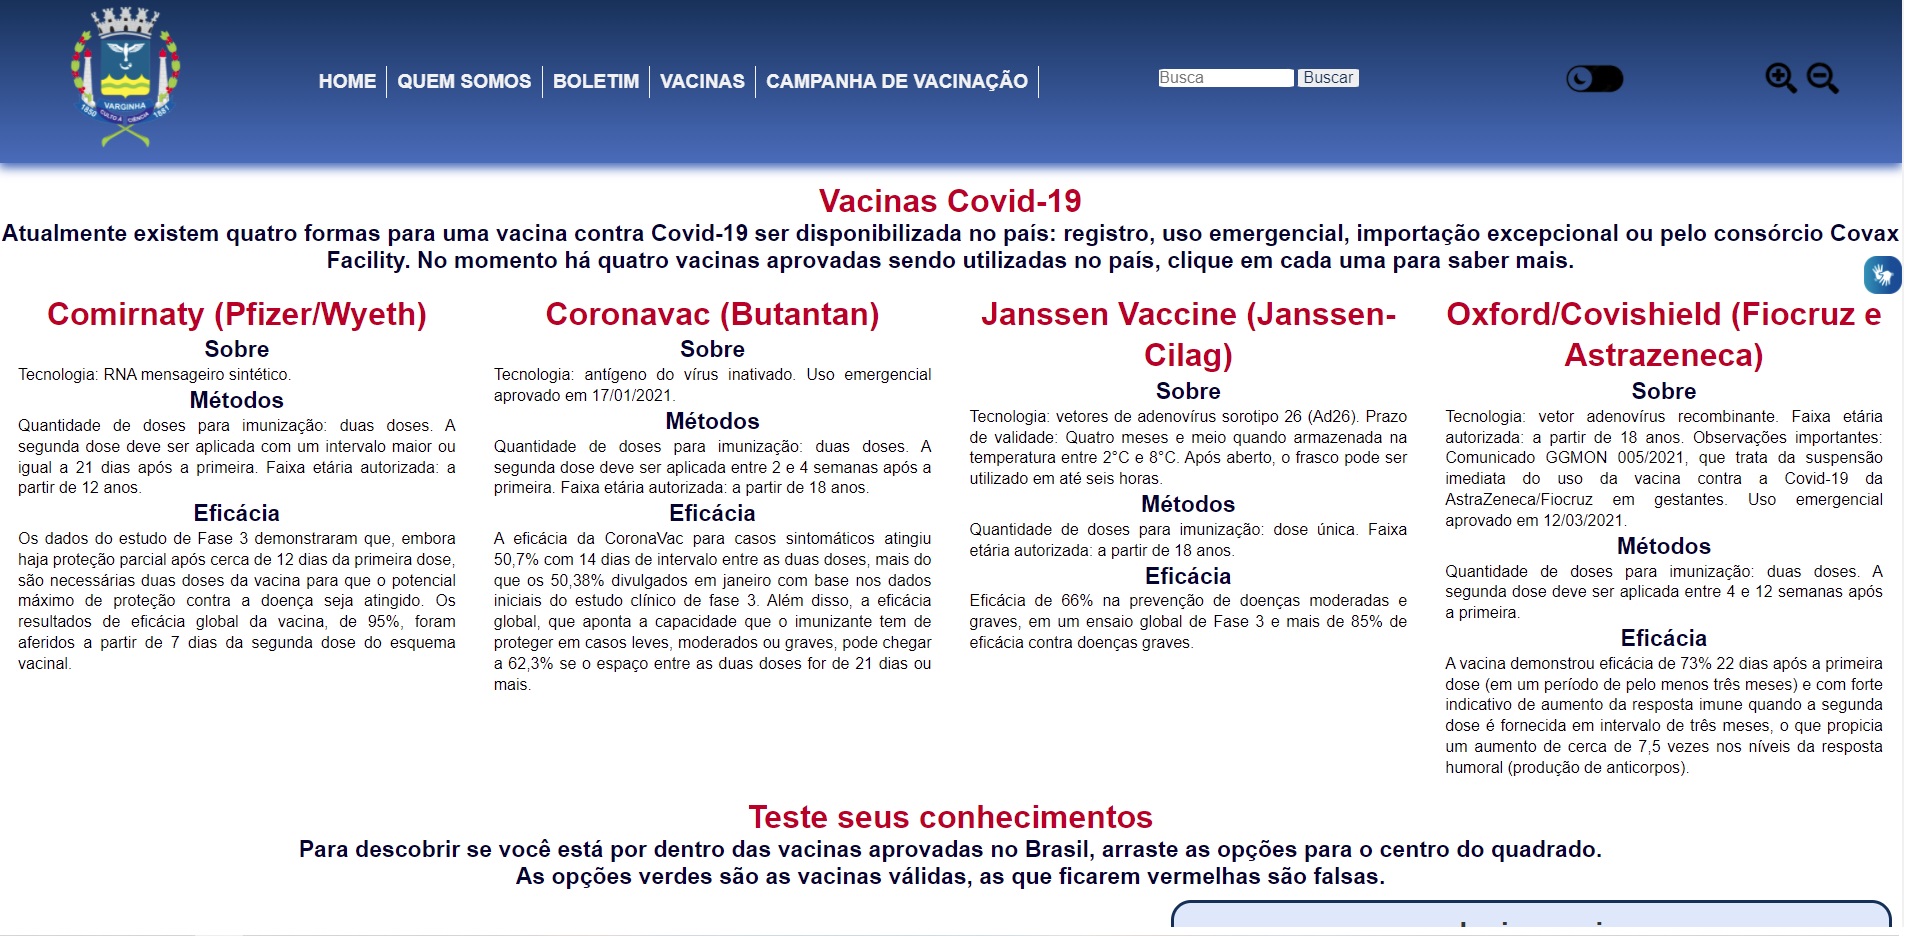 VARGINHA
1850 CULTO À CIÊNCIA 1881
HOME
QUEM SOMOS
BOLETIM
VACINAS
CAMPANHA DE VACINAÇÃO
Busca
Buscar
Vacinas Covid-19
Atualmente existem quatro formas para uma vacina contra Covid-19 ser disponibilizada no país: registro, uso emergencial, importação excepcional ou pelo consórcio Covax
Facility. No momento há quatro vacinas aprovadas sendo utilizadas no país, clique em cada uma para saber mais.
Comirnaty (Pfizer/Wyeth)
Sobre
Tecnologia: RNA mensageiro sintético.
Métodos
Quantidade de doses para imunização: duas doses. A
segunda dose deve ser aplicada com um intervalo maior ou
igual a 21 dias após a primeira. Faixa etária autorizada: a
partir de 12 anos.
Eficácia
Os dados do estudo de Fase 3 demonstraram que, embora
haja proteção parcial após cerca de 12 dias da primeira dose,
são necessárias duas doses da vacina para que o potencial
máximo de proteção contra a doença seja atingido. Os
resultados de eficácia global da vacina, de 95%, foram
aferidos a partir de 7 dias da segunda dose do esquema
vacinal.
Coronavac (Butantan)
Sobre
Tecnologia: antígeno do vírus inativado. Uso emergencial
aprovado em 17/01/2021.
Métodos
Quantidade de doses para imunização: duas doses. A
segunda dose deve ser aplicada entre 2 e 4 semanas após a
primeira. Faixa etária autorizada: a partir de 18 anos.
Eficácia
A eficácia da CoronaVac para casos sintomáticos atingiu
50,7% com 14 dias de intervalo entre as duas doses, mais do
que os 50,38% divulgados em janeiro com base nos dados
iniciais do estudo clínico de fase 3. Além disso, a eficácia
global, que aponta a capacidade que o imunizante tem de
proteger em casos leves, moderados ou graves, pode chegar
a 62,3% se o espaço entre as duas doses for de 21 dias ou
mais.
Janssen Vaccine (Janssen-
Cilag)
Sobre
Tecnologia: vetores de adenovírus sorotipo 26 (Ad26). Prazo
de validade: Quatro meses e meio quando armazenada na
temperatura entre 2°C e 8°C. Após aberto, o frasco pode ser
utilizado em até seis horas.
Métodos
Quantidade de doses para imunização: dose única. Faixa
etária autorizada: a partir de 18 anos.
Eficácia
Eficácia de 66% na prevenção de doenças moderadas e
graves, em um ensaio global de Fase 3 e mais de 85% de
eficácia contra doenças graves.
Oxford/Covishield (Fiocruz e
Astrazeneca)
Sobre
Tecnologia: vetor adenovírus recombinante. Faixa etária
autorizada: a partir de 18 anos. Observações importantes:
Comunicado GGMON 005/2021, que trata da suspensão
imediata do uso da vacina contra a Covid-19 da
AstraZeneca/Fiocruz em gestantes. Uso emergencial
aprovado em 12/03/2021.
Métodos
Quantidade de doses para imunização: duas doses. A
segunda dose deve ser aplicada entre 4 e 12 semanas após
a primeira.
Eficácia
A vacina demonstrou eficácia de 73% 22 dias após a primeira
dose (em um período de pelo menos três meses) e com forte
indicativo de aumento da resposta imune quando a segunda
dose é fornecida em intervalo de três meses, o que propicia
um aumento de cerca de 7,5 vezes nos níveis da resposta
humoral (produção de anticorpos).
Teste seus conhecimentos
Para descobrir se você está por dentro das vacinas aprovadas no Brasil, arraste as opções para o centro do quadrado.
As opções verdes são as vacinas válidas, as que ficarem vermelhas são falsas.